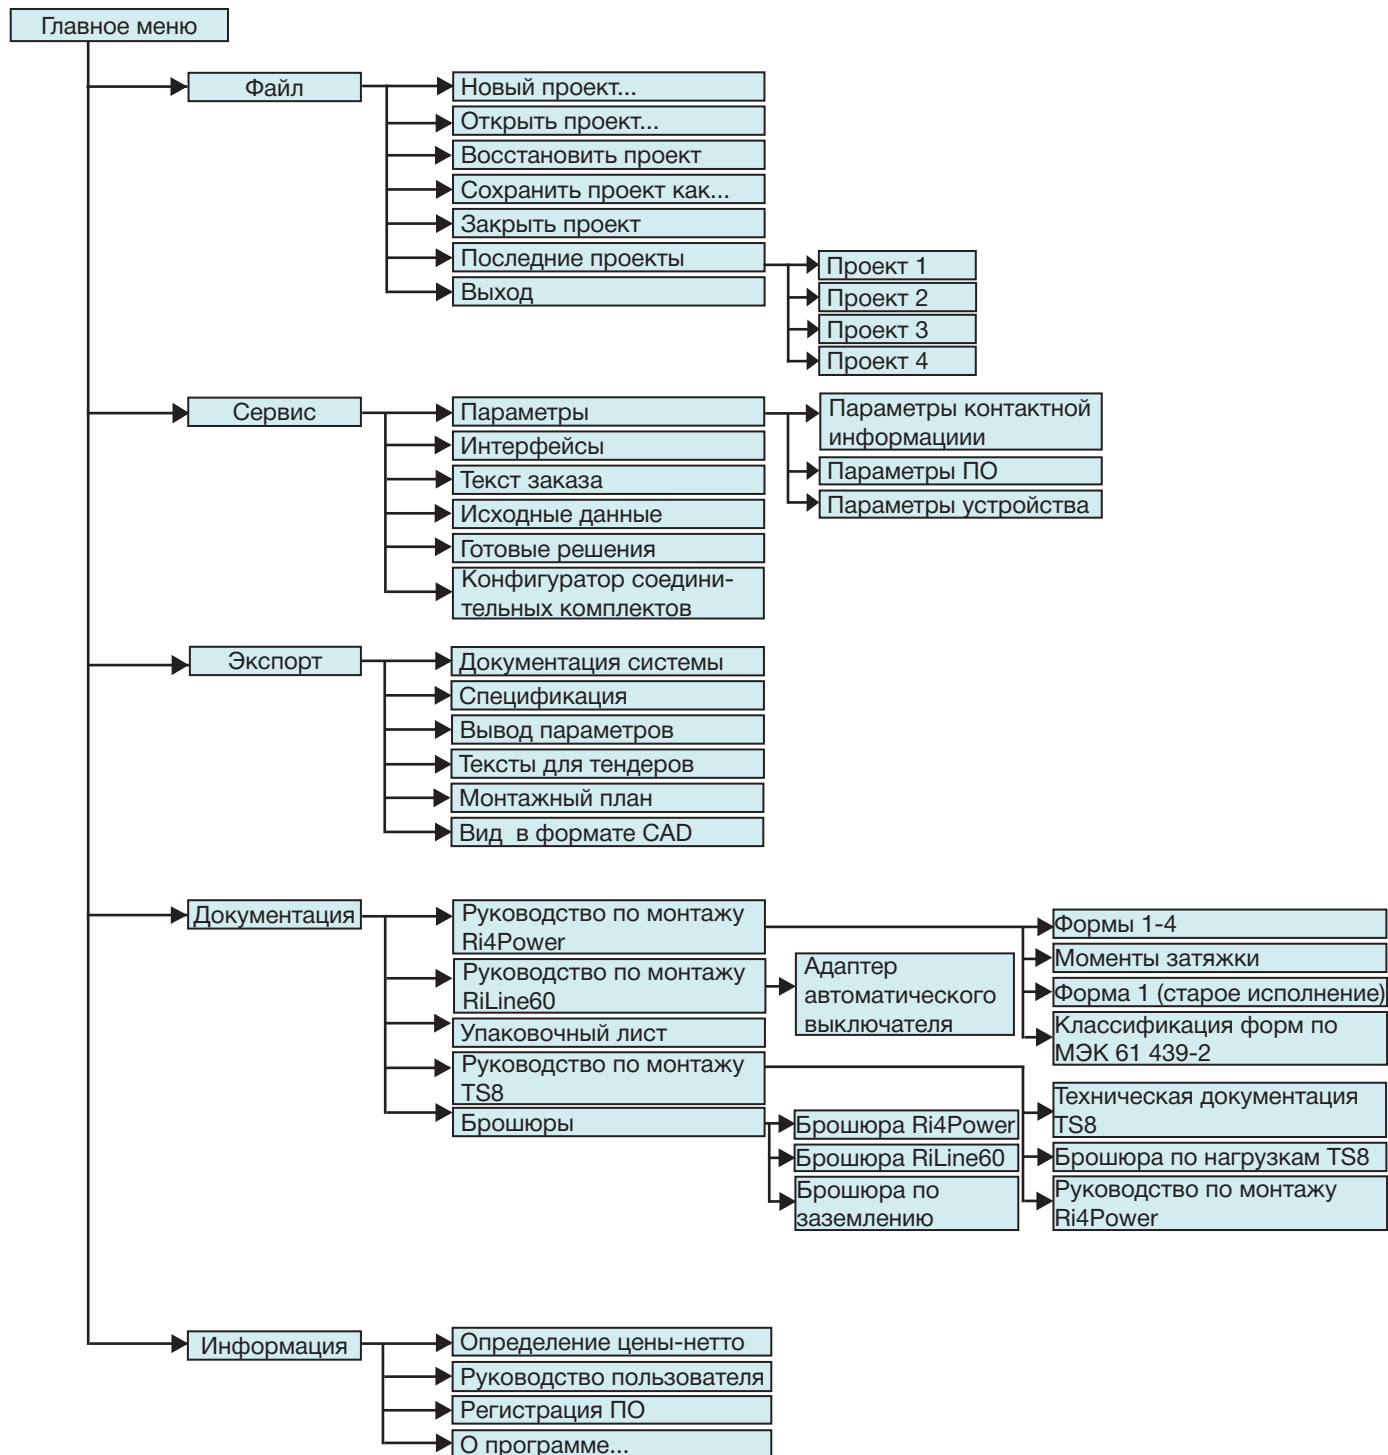 Главное меню
Файл
Новый проект...
Открыть проект...
Восстановить проект
Сохранить проект как...
Закрыть проект
Последние проекты
Выход
Проект 1
Проект 2
Проект 3
Проект 4
Сервис
Параметры
Интерфейсы
Текст заказа
Исходные данные
Готовые решения
Конфигуратор соедини-
тельных комплектов
Параметры контактной
информациии
Параметры ПО
Параметры устройства
Экспорт
Документация системы
Спецификация
Вывод параметров
Тексты для тендеров
Монтажный план
Вид  в формате CAD
Документация
Руководство по монтажу
Ri4Power
Руководство по монтажу
RiLine60
Упаковочный лист
Руководство по монтажу
TS8
Брошюры
Адаптер
автоматического
выключателя
Формы 1-4
Моменты затяжки
Форма 1 (старое исполнение)
Классификация форм по
МЭК 61 439-2
Брошюра Ri4Power
Брошюра RiLine60
Брошюра по
заземлению
Техническая документация
TS8
Брошюра по нагрузкам TS8
Руководство по монтажу
Ri4Power
Информация
Определение цены-нетто
Руководство пользователя
Регистрация ПО
О программе...